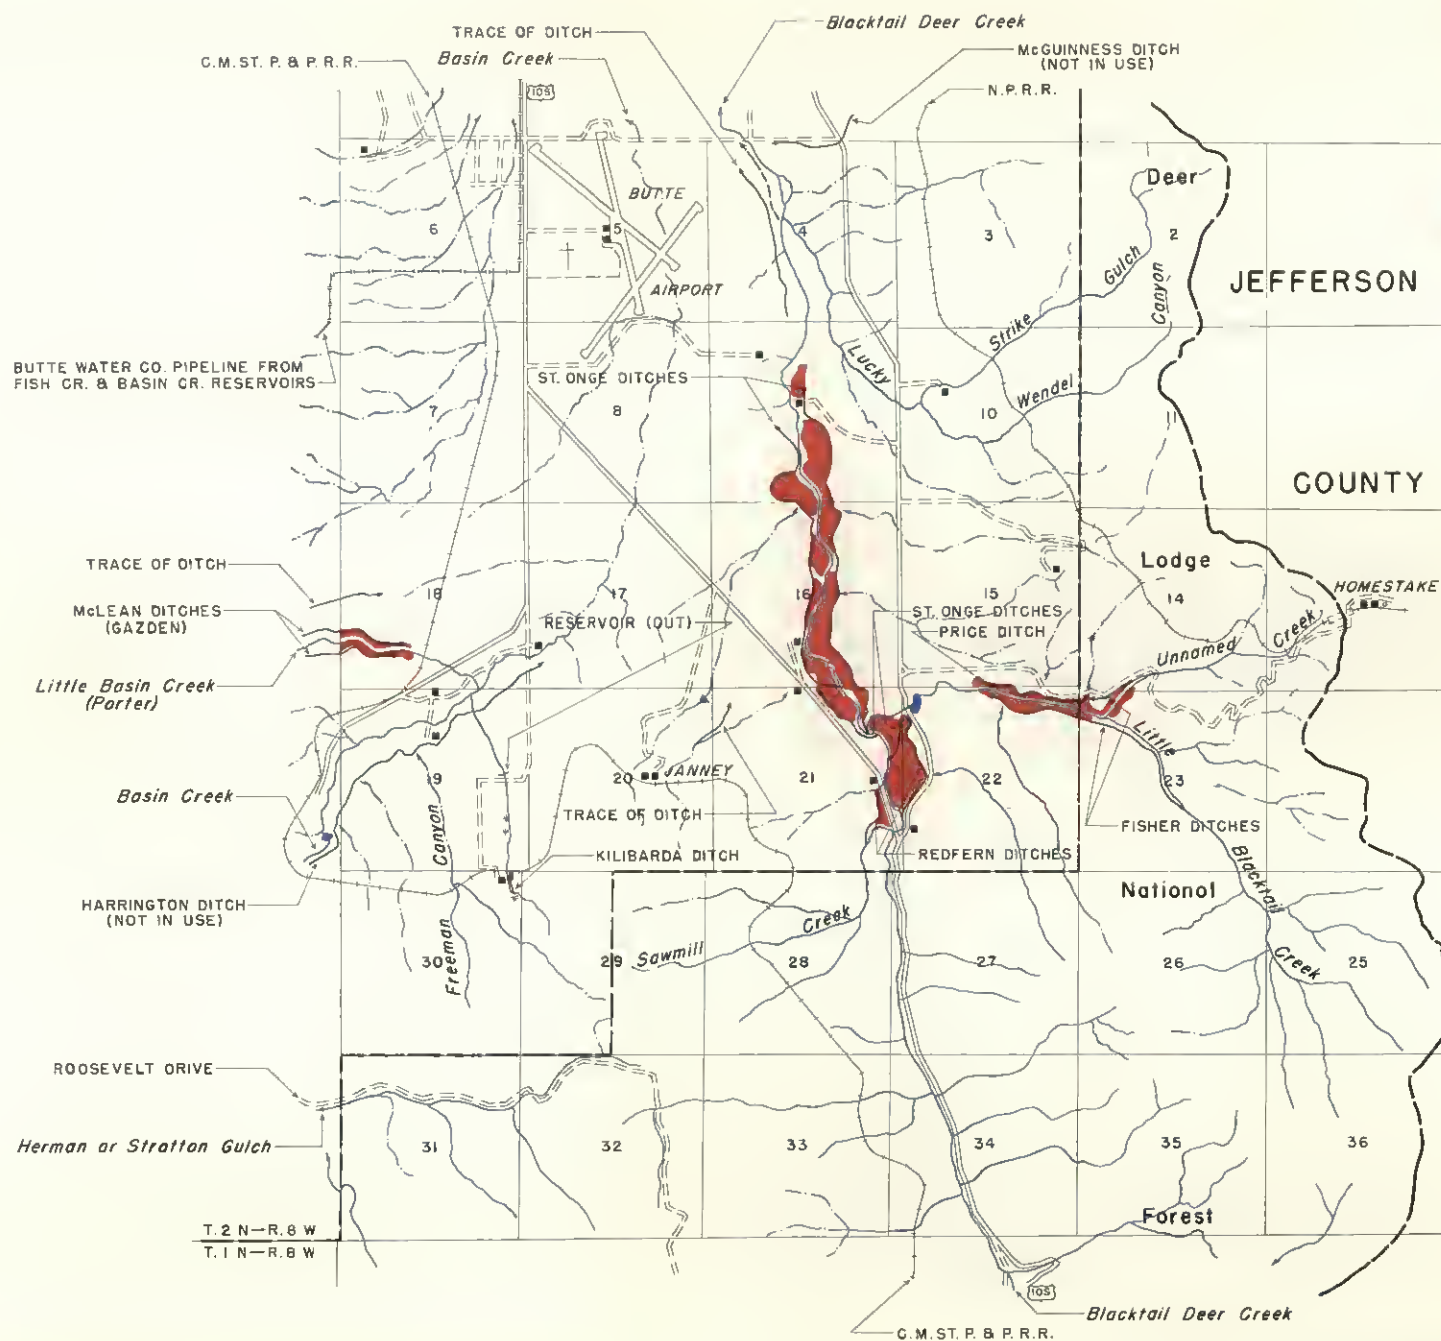 Blacktail Deer Creek
TRACE OF DITCH
Basin Creek
McGUINNESS DITCH
(NOT IN USE)
C.M.ST. P. & P. R.R.
N.P.R.R.
10S
Deer
BUTTE
6
5
4
3
2
Gulch
Canyon
JEFFERSON
AIRPORT
Strike
BUTTE WATER CO. PIPELINE FROM
FISH CR. & BASIN CR. RESERVOIRS
ST. ONGE DITCHES
Lucky
Wendel
7
8
10
11
COUNTY
TRACE OF DITCH
Lodge
HOMESTAKE
18
17
16
15
14
McLEAN DITCHES
(GAZDEN)
RESERVOIR (OUT)
ST. ONGE DITCHES
PRICE DITCH
Unnamed Creek
Little Basin Creek
(Porter)
Little
19
20
JANNEY
21
22
23
Basin Creek
Canyon
TRACE OF DITCH
FISHER DITCHES
KILIBARDA DITCH
REDFERN DITCHES
Blacktail
HARRINGTON DITCH
(NOT IN USE)
National
Creek
Sawmill
30
29
28
27
26
Creek
25
Freeman
ROOSEVELT DRIVE
Herman or Stratton Gulch
31
32
33
34
35
36
Forest
T. 2 N—R. 8 W
T. 1 N—R. 8 W
10S
Blacktail Deer Creek
C.M.ST. P. & P. R.R.